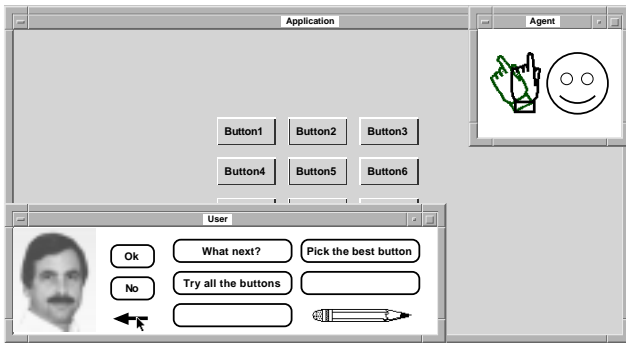 Application
Agent
Button1 Button2 Button3
Button4 Button5 Button6
User
Ok
What next? Pick the best button
No
Try all the buttons